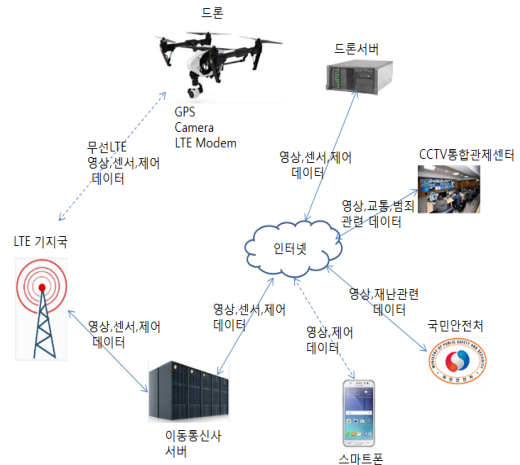 드론
드론서버
GPS
Camera
LTE Modem
무선LTE
영상,센서,제어
데이터
영상,센서,제어
데이터
CCTV통합관제센터
영상,교통,범죄
관련 데이터
LTE 기지국
인터넷
영상,재난관련
데이터
영상,센서,제어
데이터
영상,센서,제어
데이터
영상,제어
데이터
국민안전처
이동통신사
서버
스마트폰